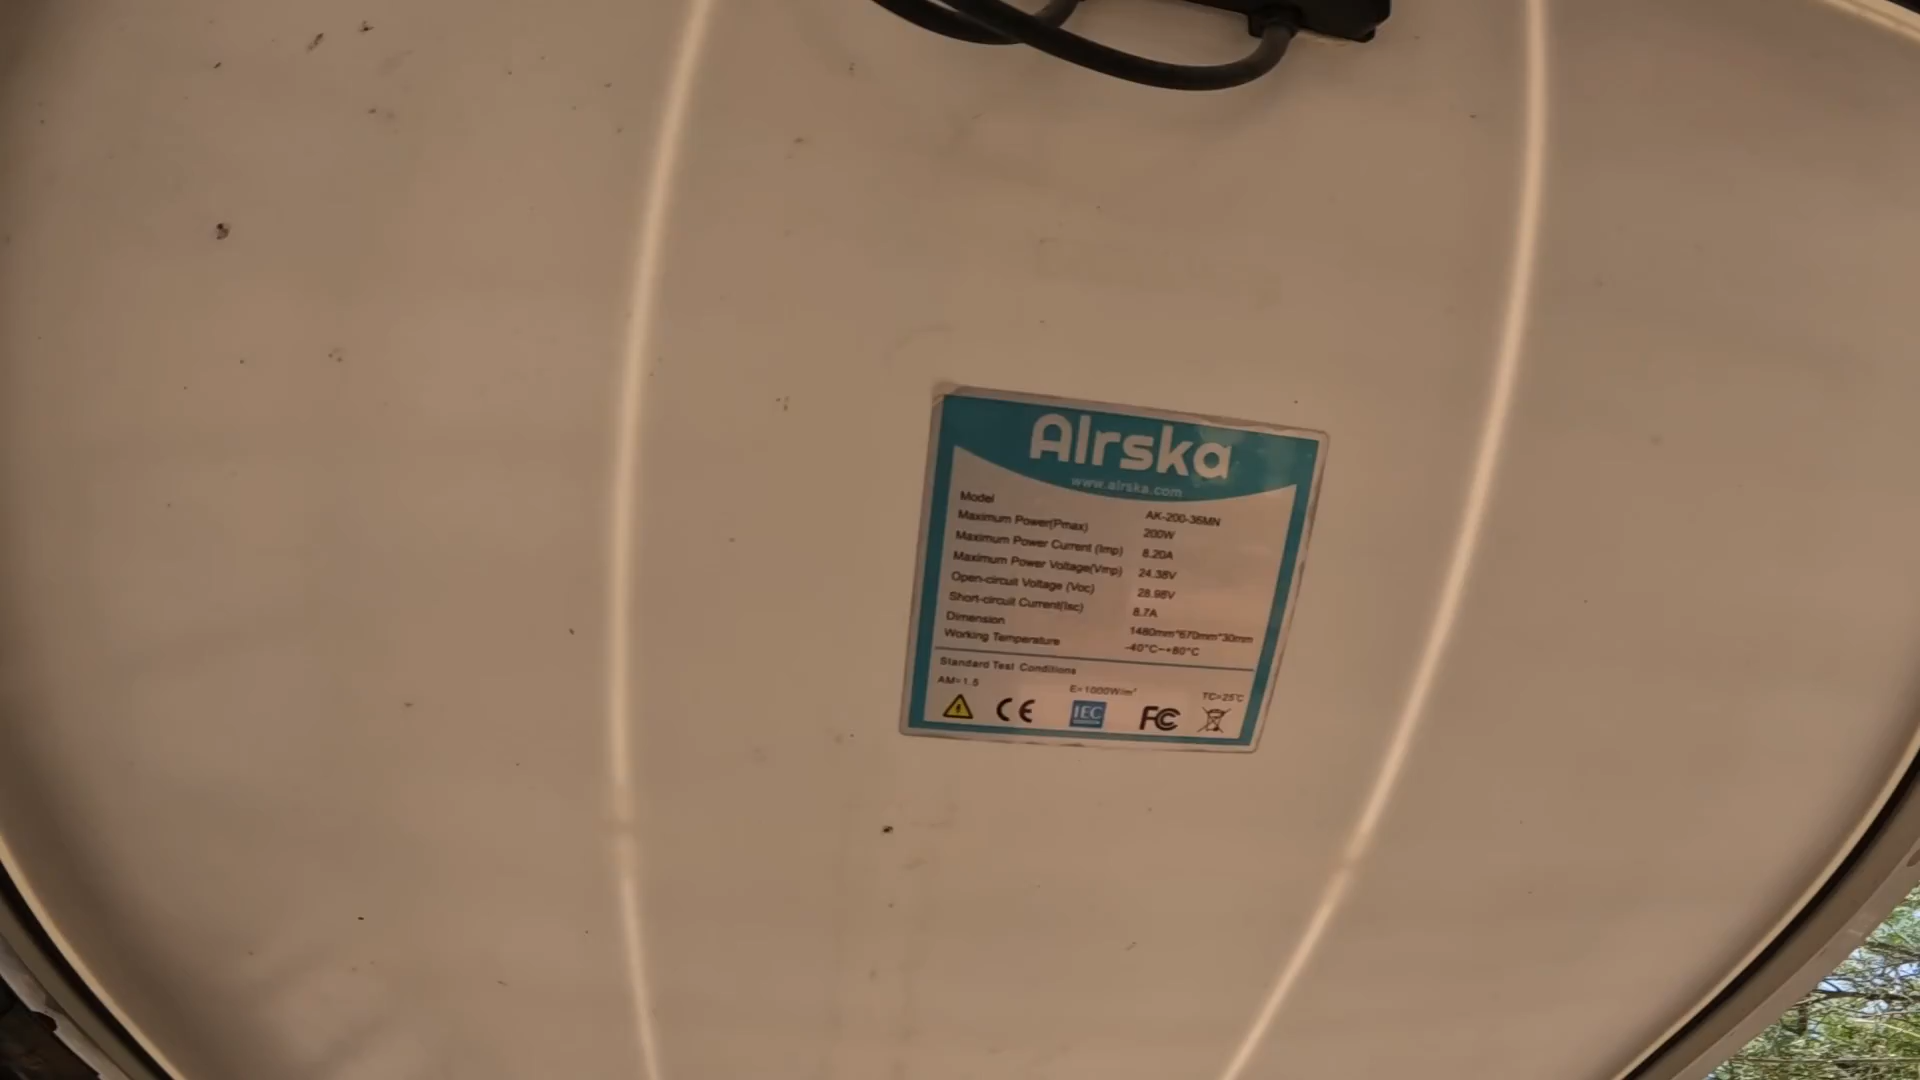 AIrska
www.airska.com
Model AK-200-36MN
Maximum Power(Pmax) 200W
Maximum Power Current (Imp) 8.20A
Maximum Power Voltage(Vmp) 24.38V
Open-circuit Voltage (Voc) 28.98V
Short-circuit Current(Isc) 8.7A
Dimension 1480mm*670mm*30mm
Working Temperature -40°C~+80°C
Standard Test Conditions
AM=1.5 E=1000W/m² TC=25℃
CE IEC FC